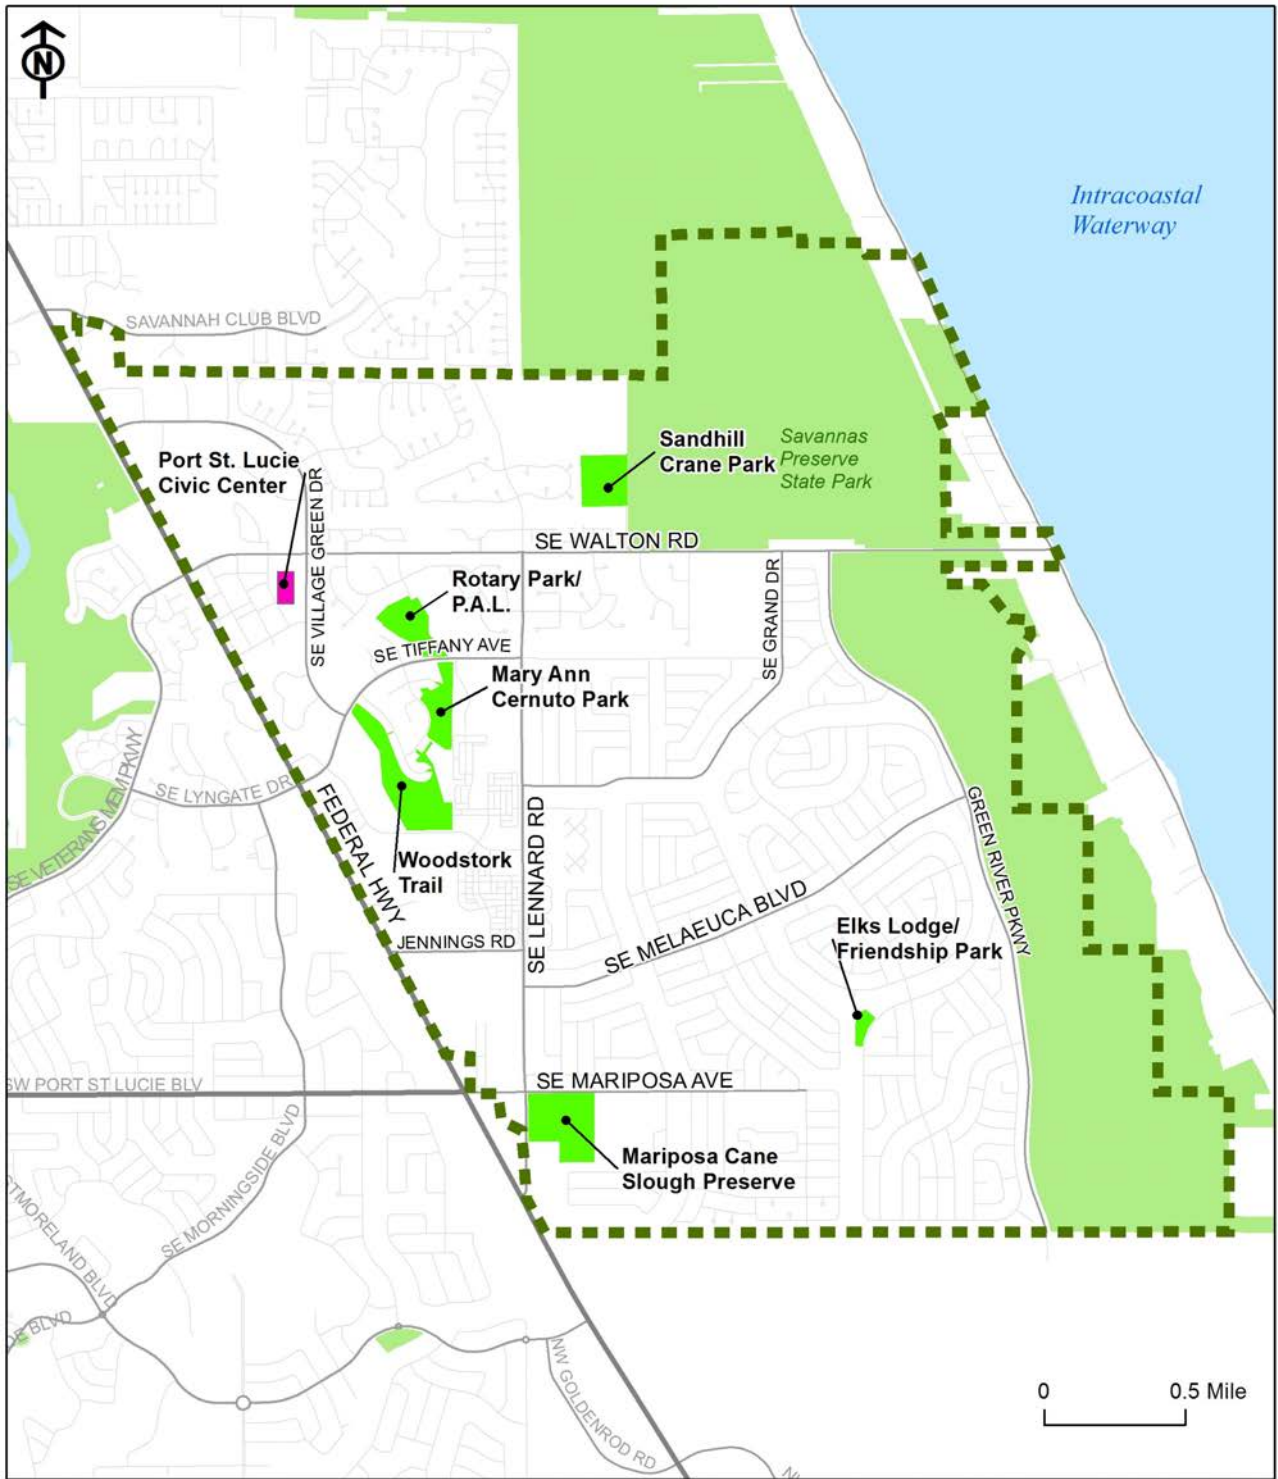 N
Intracoastal
Waterway
SAVANNAH CLUB BLVD
Port St. Lucie
Civic Center
SE VILLAGE GREEN DR
Sandhill
Crane Park
Savannas
Preserve
State Park
SE WALTON RD
Rotary Park/
P.A.L.
SE TIFFANY AVE
SE GRAND DR
Mary Ann
Cernuto Park
SE VETERANS MEM PKWY
SE LYNGATE DR
FEDERAL HWY
Woodstork
Trail
SE LENNARD RD
GREEN RIVER PKWY
JENNINGS RD
SE MELAEUCA BLVD
Elks Lodge/
Friendship Park
SW PORT ST LUCIE BLV
SE MARIPOSA AVE
Mariposa Cane
Slough Preserve
STMORELAND BLVD
SE MORNINGSIDE BLVD
DE BLVD
NW GOLDENROD RD
0
0.5 Mile